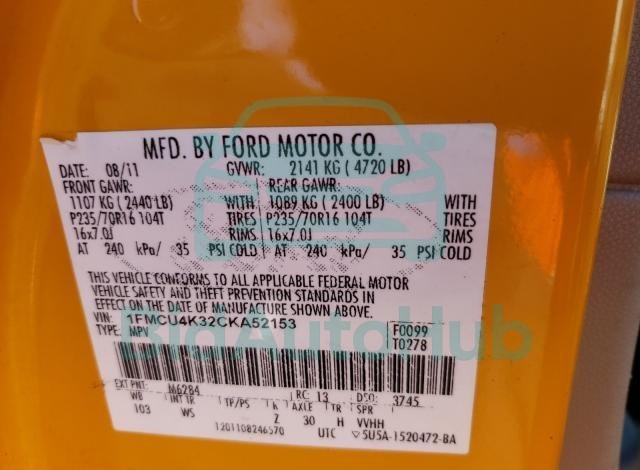 MFD. BY FORD MOTOR CO.
DATE: 08/11 GVWR: 2141 KG ( 4720 LB)
FRONT GAWR: REAR GAWR:
1107 KG ( 2440 LB) WITH 1089 KG ( 2400 LB) WITH
P235/70R16 104T TIRES P235/70R16 104T TIRES
16x7.0J RIMS 16x7.0J RIMS
AT 240 kPa/ 35 PSI COLD AT 240 kPa/ 35 PSI COLD
THIS VEHICLE CONFORMS TO ALL APPLICABLE FEDERAL MOTOR
VEHICLE SAFETY AND THEFT PREVENTION STANDARDS IN
EFFECT ON THE DATE OF MANUFACTURE SHOWN ABOVE.
VIN: 1FMCU4K32CKA52153
TYPE: MPV
F0099
T0278
BigAutoHub
EXT PNT: M6284 RC: 13 DSO: 3745
WB INT TR TP/PS R AXLE TR SPR
103 WS Z 30 H VVHH
1201108246570 UTC 5U5A-1520472-BA